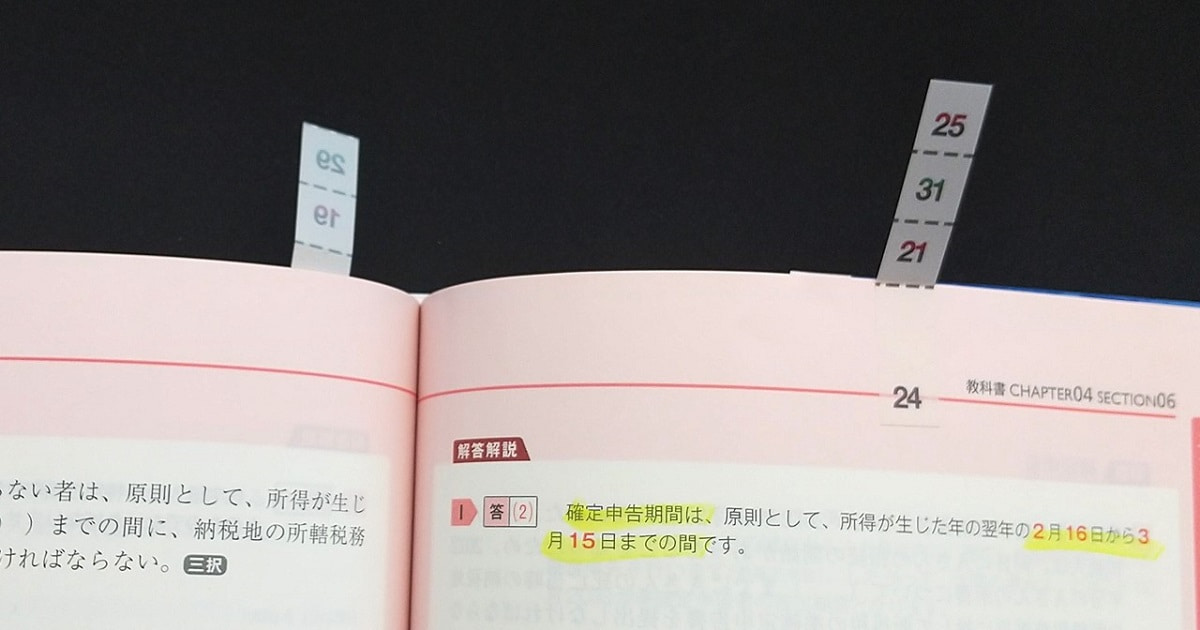 29
19
25
31
21
24
教科書 CHAPTER04 SECTION06
らない者は、原則として、所得が生じ
）までの間に、納税地の所轄税務
ければならない。三択
解答解説
1 答 (2) 確定申告期間は、原則として、所得が生じた年の翌年の2月16日から3
月15日までの間です。